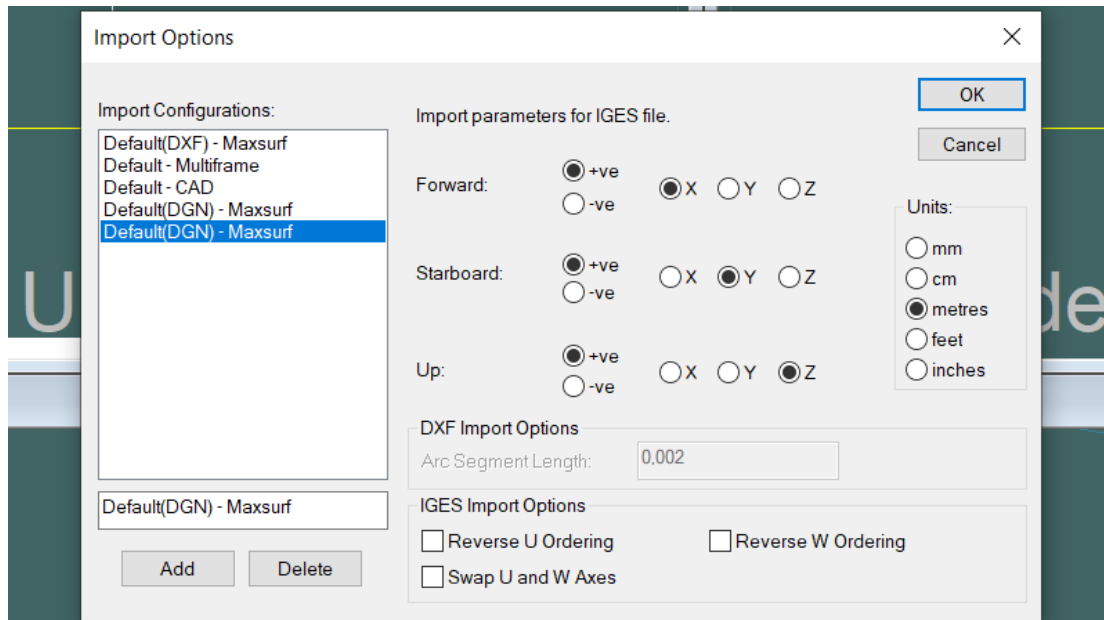 Import Options
Import Configurations:
Default(DXF) - Maxsurf
Default - Multiframe
Default - CAD
Default(DGN) - Maxsurf
Default(DGN) - Maxsurf
Default(DGN) - Maxsurf
Add Delete
Import parameters for IGES file.
Forward: +ve -ve X Y Z
Starboard: +ve -ve X Y Z
Up: +ve -ve X Y Z
DXF Import Options
Arc Segment Length: 0,002
IGES Import Options
Reverse U Ordering Reverse W Ordering
Swap U and W Axes
OK
Cancel
Units:
mm
cm
metres
feet
inches
U
de